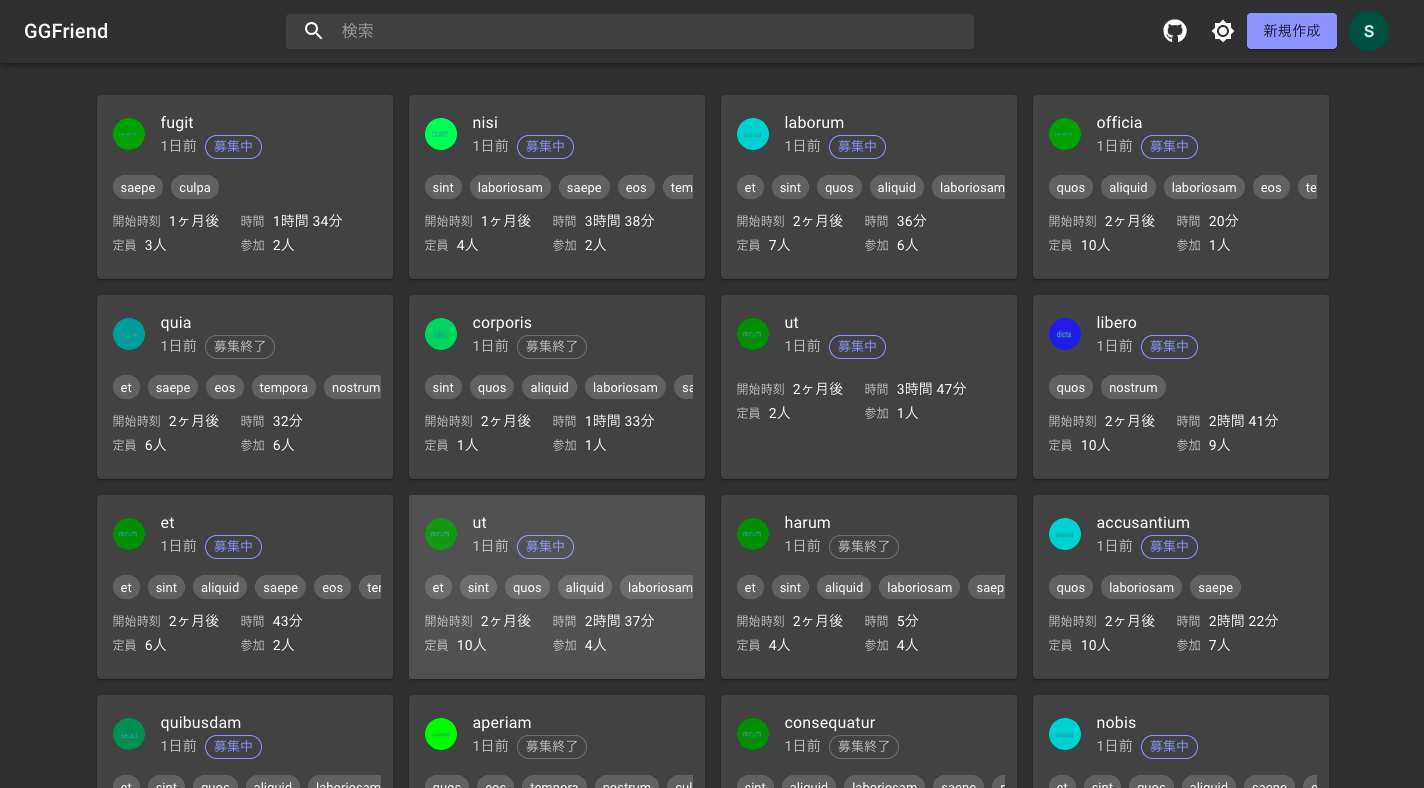 GGFriend
検索
新規作成
S
fugit
1日前 募集中
saepe culpa
開始時刻 1ヶ月後 時間 1時間 34分
定員 3人 参加 2人
nisi
1日前 募集中
sint laboriosam saepe eos tem
開始時刻 1ヶ月後 時間 3時間 38分
定員 4人 参加 2人
laborum
1日前 募集中
et sint quos aliquid laboriosam
開始時刻 2ヶ月後 時間 36分
定員 7人 参加 6人
officia
1日前 募集中
quos aliquid laboriosam eos te
開始時刻 2ヶ月後 時間 20分
定員 10人 参加 1人
quia
1日前 募集終了
et saepe eos tempora nostrum
開始時刻 2ヶ月後 時間 32分
定員 6人 参加 6人
corporis
1日前 募集終了
sint quos aliquid laboriosam sa
開始時刻 2ヶ月後 時間 1時間 33分
定員 1人 参加 1人
ut
1日前 募集中
開始時刻 2ヶ月後 時間 3時間 47分
定員 2人 参加 1人
dicta
libero
1日前 募集中
quos nostrum
開始時刻 2ヶ月後 時間 2時間 41分
定員 10人 参加 9人
et
1日前 募集中
et sint aliquid saepe eos te
開始時刻 2ヶ月後 時間 43分
定員 6人 参加 2人
ut
1日前 募集中
et sint quos aliquid laboriosam
開始時刻 2ヶ月後 時間 2時間 37分
定員 10人 参加 4人
harum
1日前 募集終了
et sint aliquid laboriosam saep
開始時刻 2ヶ月後 時間 5分
定員 4人 参加 4人
accusantium
1日前 募集中
quos laboriosam saepe
開始時刻 2ヶ月後 時間 2時間 22分
定員 10人 参加 7人
quibusdam
1日前 募集中
et sint quos aliquid laboriosam
aperiam
1日前 募集終了
quos eos tempora nostrum cul
consequatur
1日前 募集終了
sint aliquid laboriosam saepe
nobis
1日前 募集中
et sint quos aliquid saepe